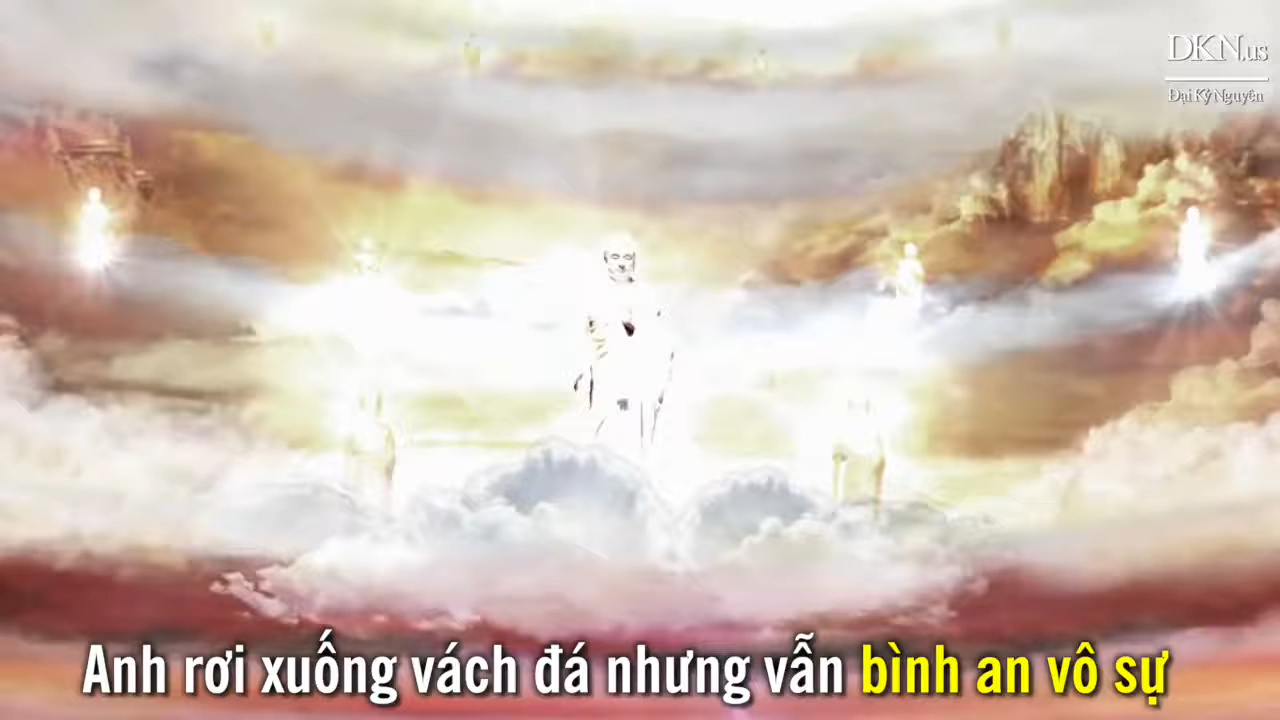 DKN.us
Đại Kỷ Nguyên
Anh rơi xuống vách đá nhưng vẫn bình an vô sự